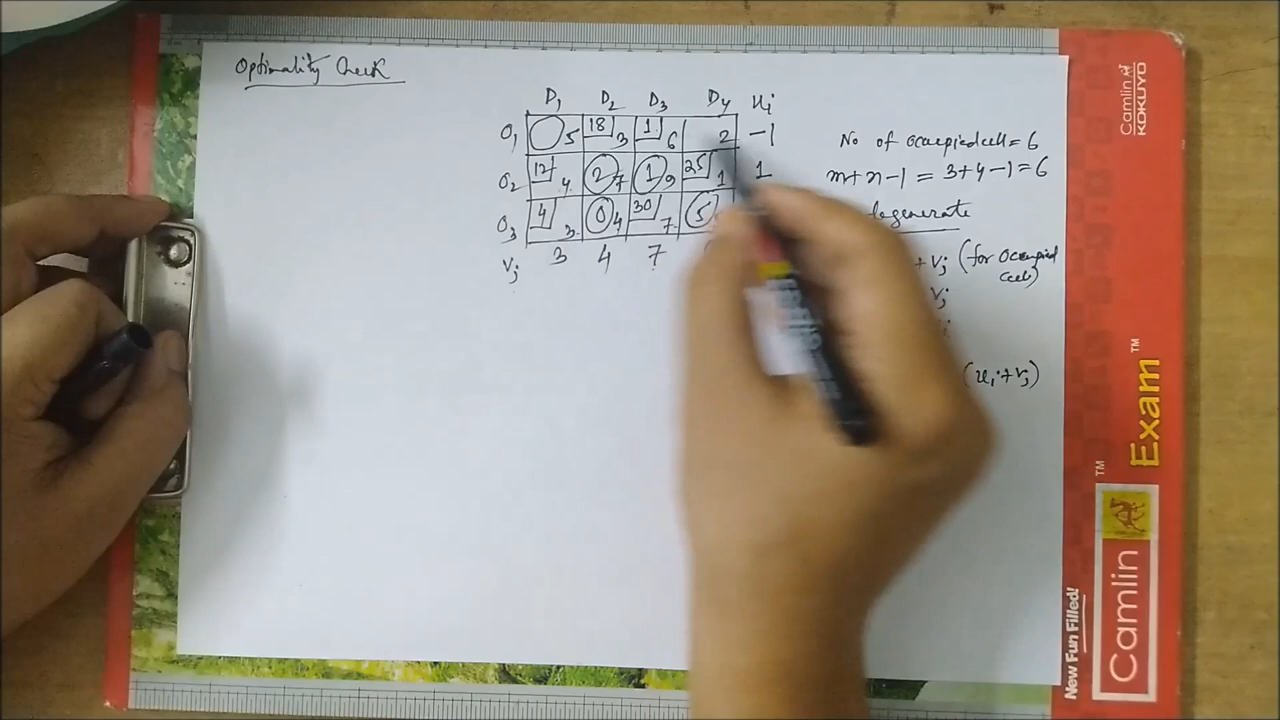 Optimality Check
D1 D2 D3 D4 ui
O1 5 18 3 1 6 2 -1
O2 12 4 2 7 1 9 25 1 1
O3 4 3 0 4 30 7 5
vj 3 4 7
No of occupied cell = 6
m+n-1 = 3+4-1 = 6
degenerate
+ vj (for occupied cell)
vj
(ui + vj)
Camlin
KOKUYO
Exam™
Camlin™
New Fun Filled!